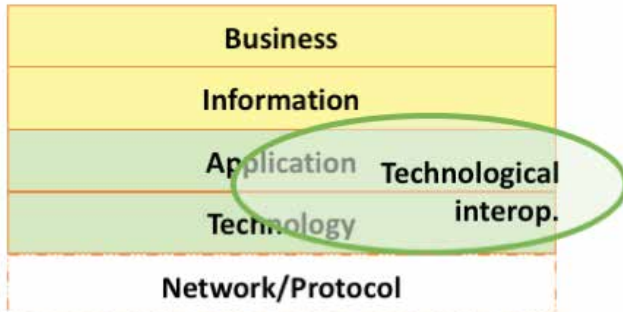 Business
Information
Application
Technological
interop.
Technology
Network/Protocol